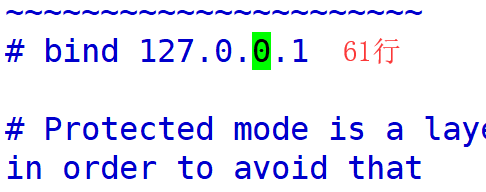 ~~~~~~~~~~~~~~~~~~~~~~
# bind 127.0.0.1 61行
# Protected mode is a laye
in order to avoid that